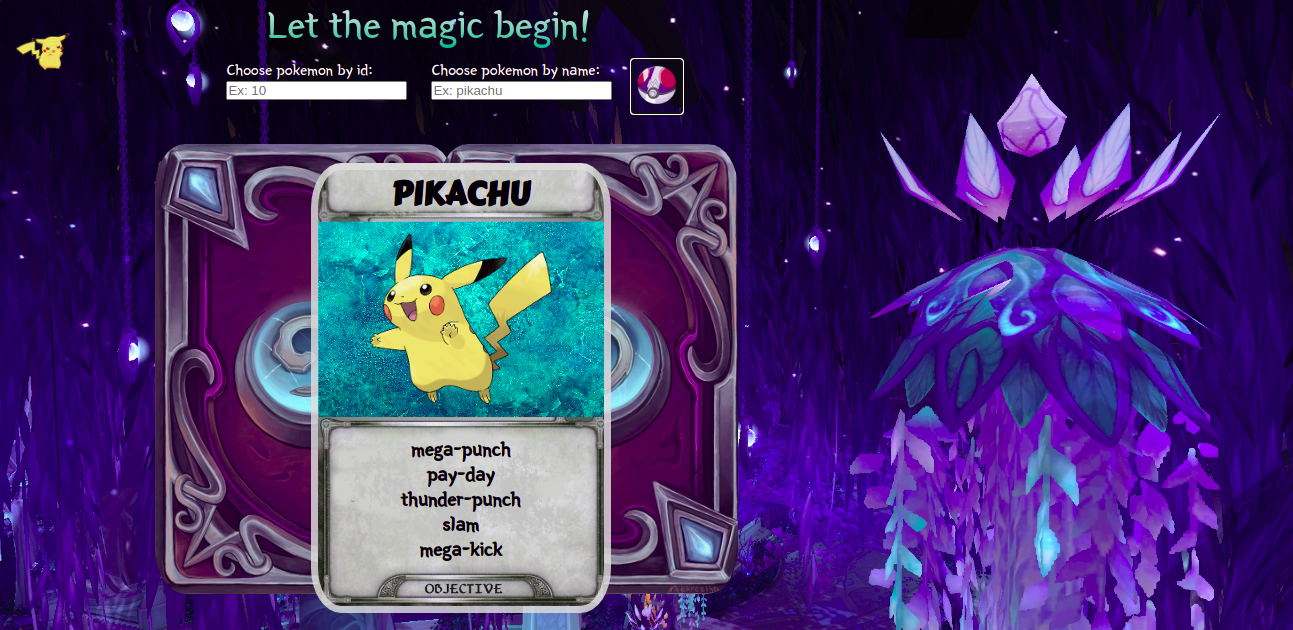 Let the magic begin!
Choose pokemon by id:
Choose pokemon by name:
Ex: 10
Ex: pikachu
PIKACHU
mega-punch
pay-day
thunder-punch
slam
mega-kick
OBJECTIVE